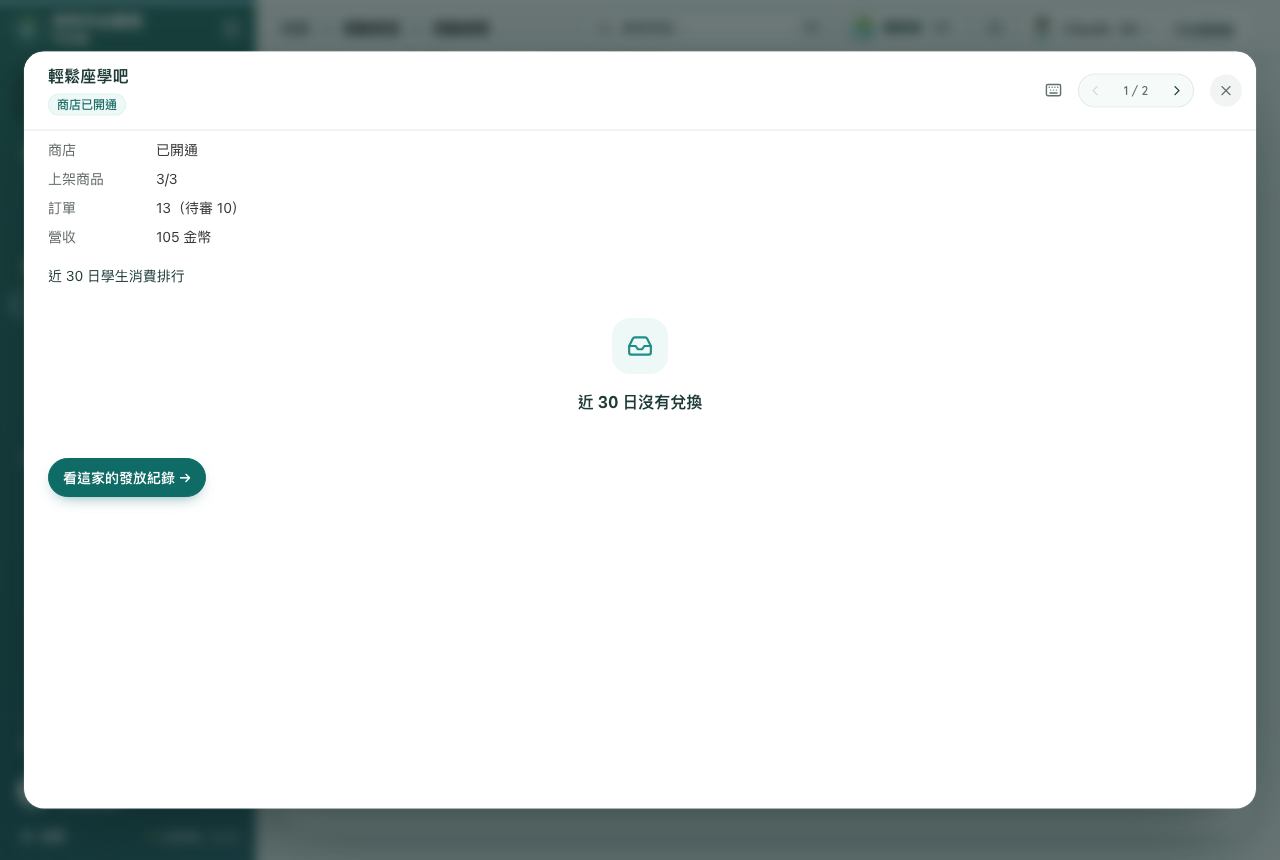 輕鬆座學吧
商店已開通
1 / 2
商店 已開通
上架商品 3/3
訂單 13（待審 10）
營收 105 金幣
近 30 日學生消費排行
近 30 日沒有兌換
看這家的發放紀錄 →